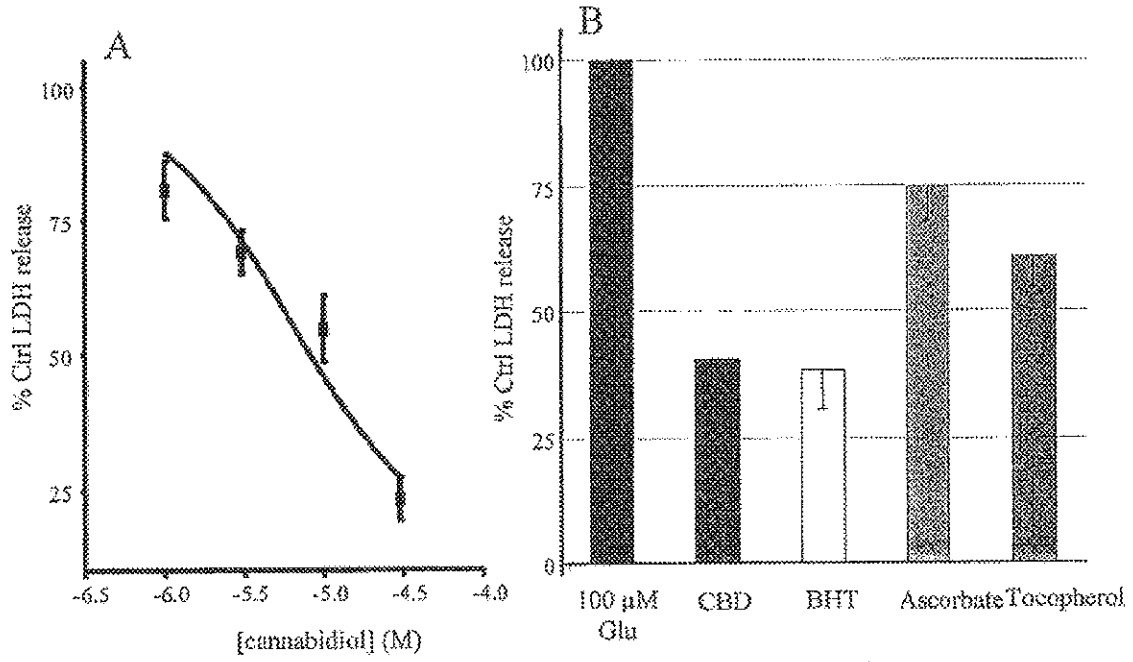 A
% Ctrl LDH release
100
75
50
25
-6.5 -6.0 -5.5 -5.0 -4.5 -4.0
[cannabidiol] (M)
B
% Ctrl LDH release
100
75
50
25
0
100 µM CBD BHT Ascorbate Tocopherol
Glu